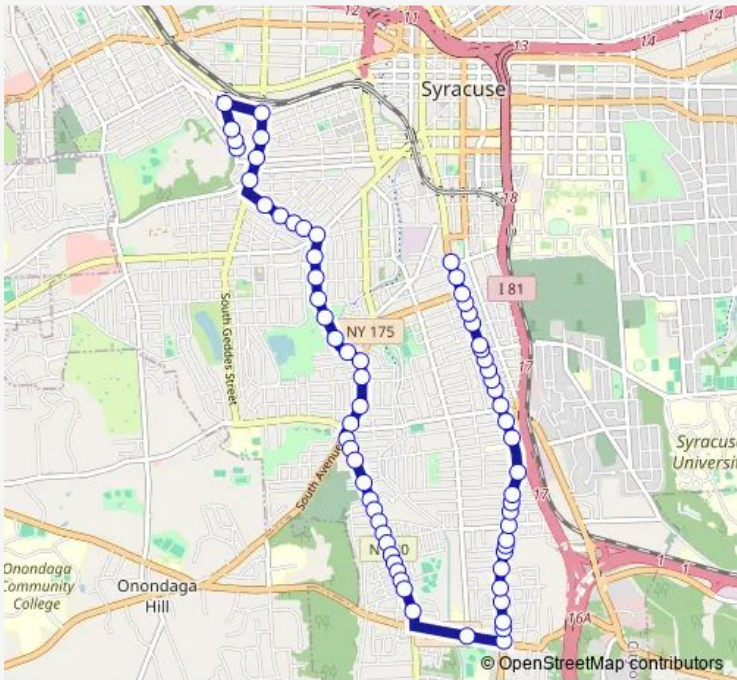 12
11
13
14
14
Syracuse
18
I 81
South Geddes Street
NY 175
17
Syracuse
University
South Avenue
17
Onondaga
Community
College
Onondaga
Hill
1
1
16A
© OpenStreetMap contributors